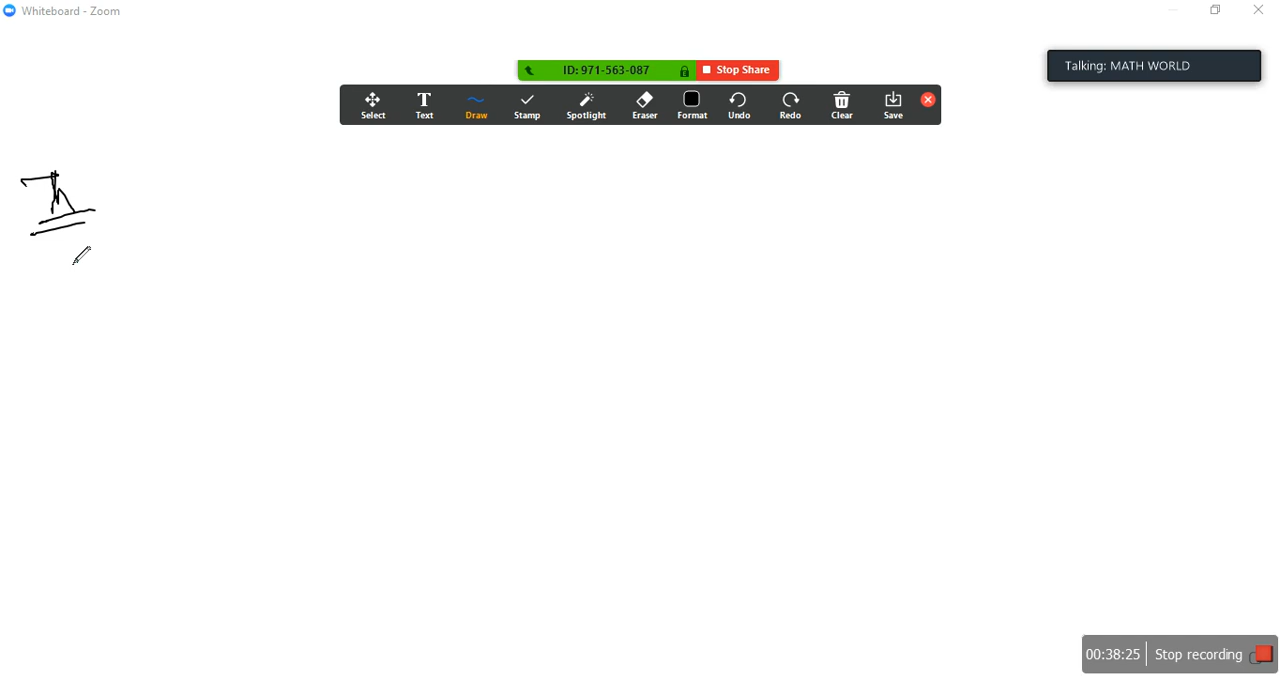 Whiteboard - Zoom
ID: 971-563-087 Stop Share
Talking: MATH WORLD
Select Text Draw Stamp Spotlight Eraser Format Undo Redo Clear Save
Th
00:38:25 Stop recording